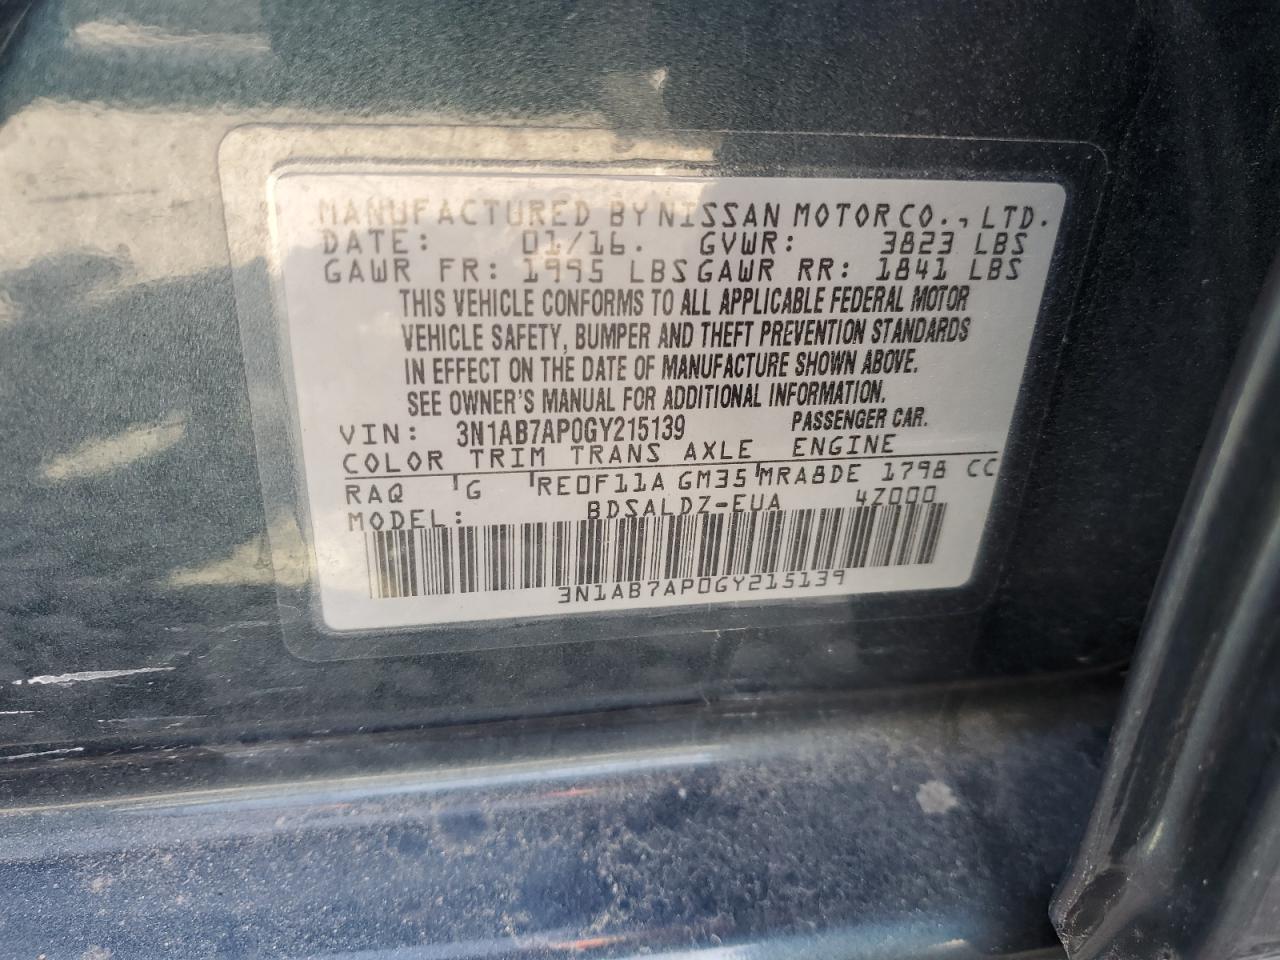 MANUFACTURED BY NISSAN MOTOR CO., LTD.
DATE: 01/16. GVWR: 3823 LBS
GAWR FR: 1995 LBS GAWR RR: 1841 LBS
THIS VEHICLE CONFORMS TO ALL APPLICABLE FEDERAL MOTOR
VEHICLE SAFETY, BUMPER AND THEFT PREVENTION STANDARDS
IN EFFECT ON THE DATE OF MANUFACTURE SHOWN ABOVE.
SEE OWNER'S MANUAL FOR ADDITIONAL INFORMATION.
VIN: 3N1AB7AP0GY215139 PASSENGER CAR.
COLOR TRIM TRANS AXLE ENGINE
RAQ 'G 'RE0F11A GM35'MRA8DE 1798 CC
MODEL: BDSALDZ-EUA 4Z000
3N1AB7AP0GY215139